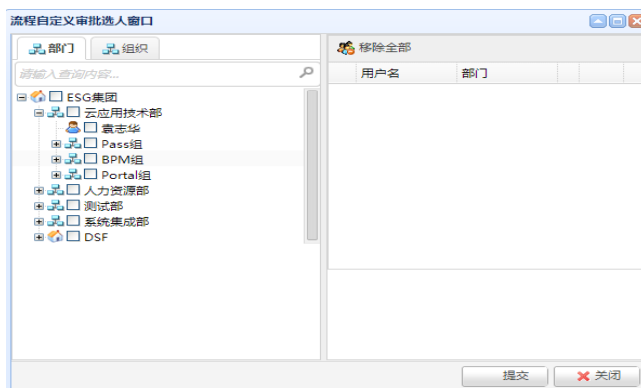 流程自定义审批选人窗口
部门 组织
移除全部
请输入查询内容...
用户名 部门
ESG集团
云应用技术部
袁志华
Pass组
BPM组
Portal组
人力资源部
测试部
系统集成部
DSF
提交 关闭